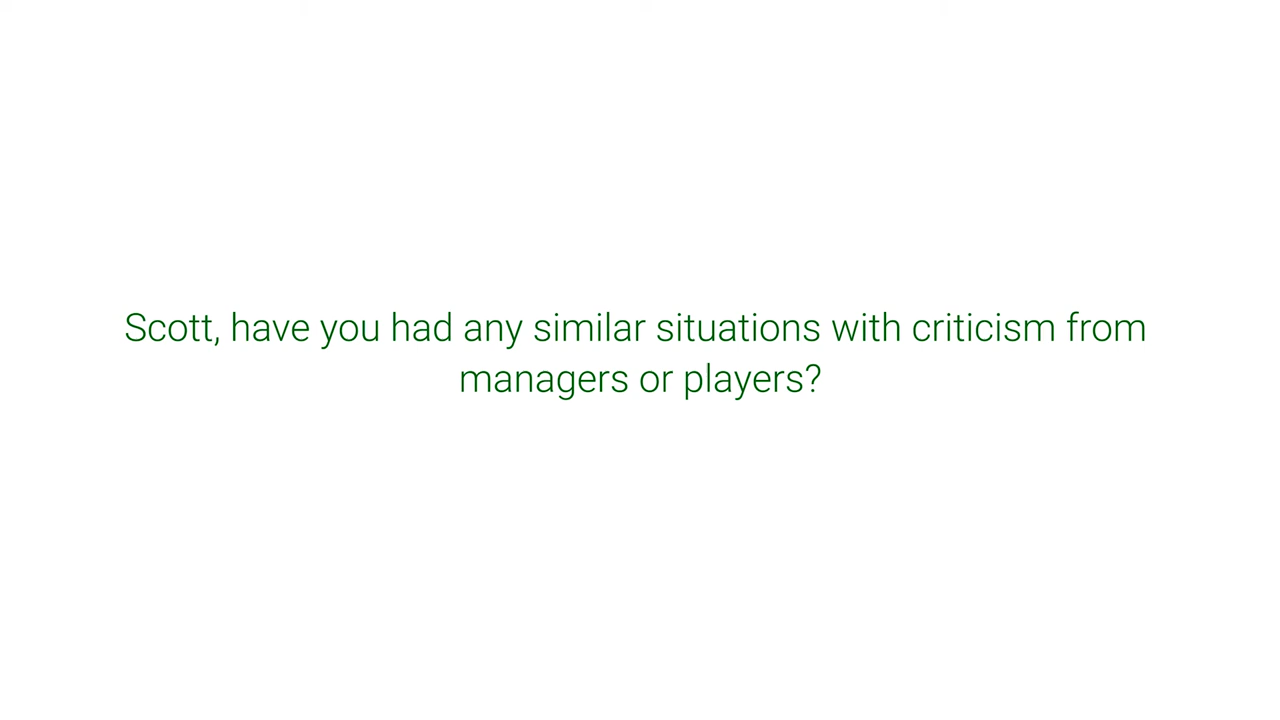 Scott, have you had any similar situations with criticism from
managers or players?